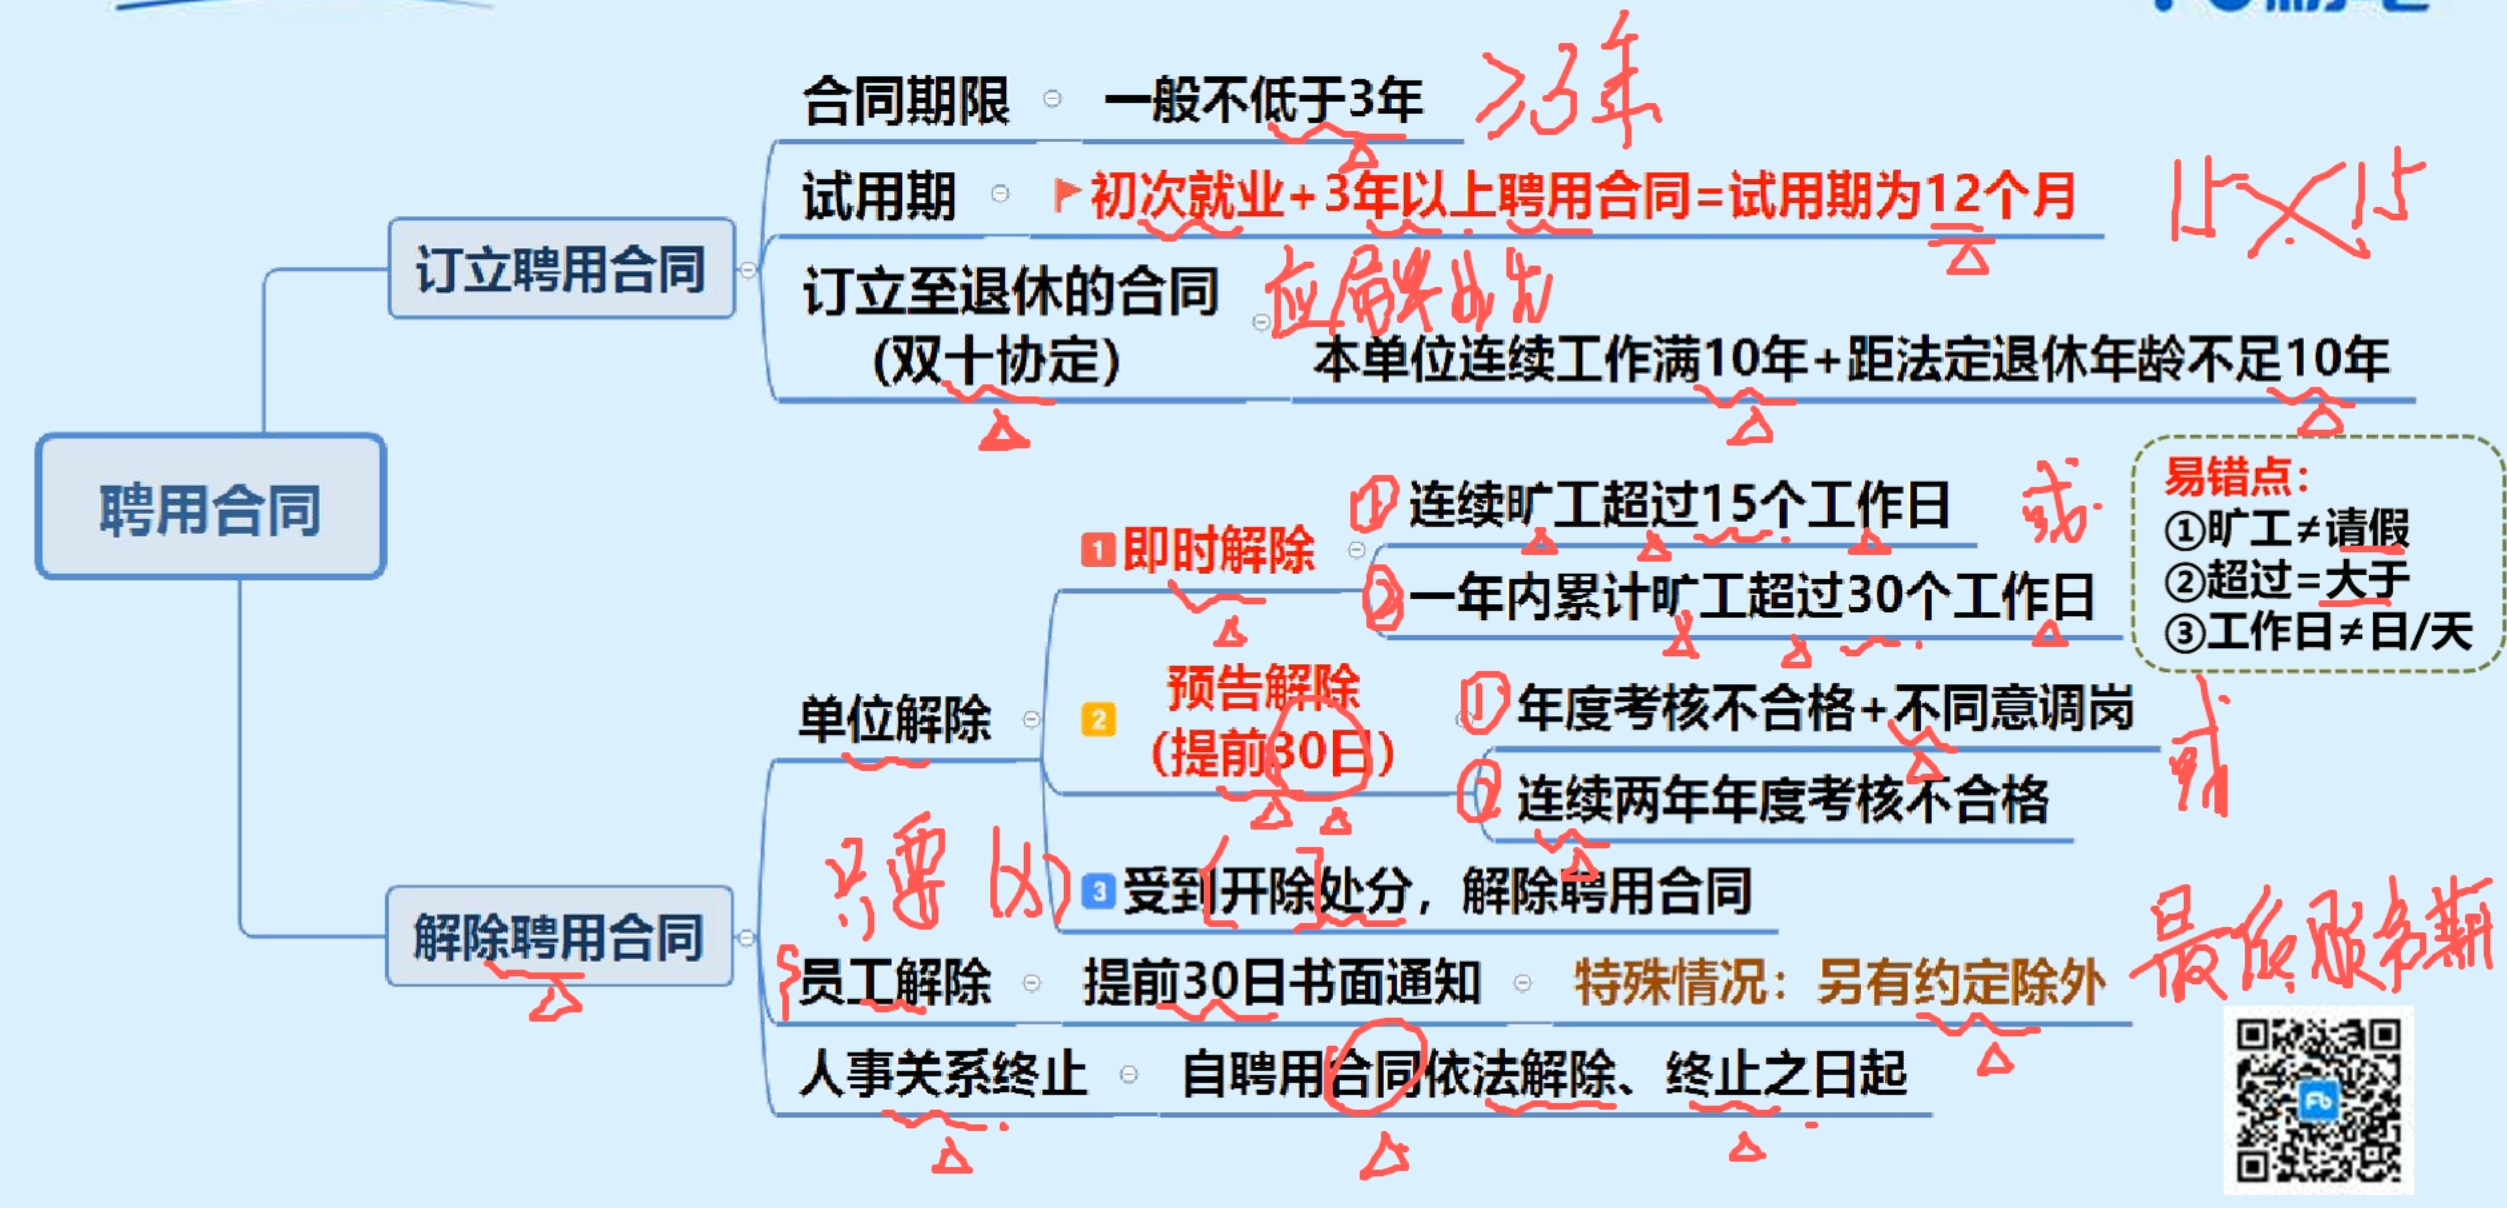 合同期限 一般不低于3年 ≥3年
试用期 初次就业+3年以上聘用合同=试用期为12个月
订立聘用合同
订立至退休的合同
(双十协定)
本单位连续工作满10年+距法定退休年龄不足10年
聘用合同
1 即时解除
① 连续旷工超过15个工作日 或
② 一年内累计旷工超过30个工作日
易错点:
①旷工≠请假
②超过=大于
③工作日≠日/天
单位解除
2 预告解除
(提前30日)
① 年度考核不合格+不同意调岗 或
② 连续两年年度考核不合格
只要
3 受到开除处分，解除聘用合同
解除聘用合同
员工解除 提前30日书面通知 特殊情况：另有约定除外 最低服务期
人事关系终止 自聘用合同依法解除、终止之日起
Fb